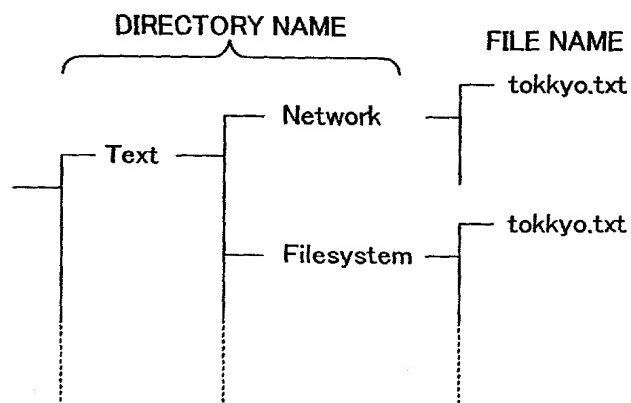 DIRECTORY NAME
FILE NAME
tokkyo.txt
Network
Text
tokkyo.txt
Filesystem